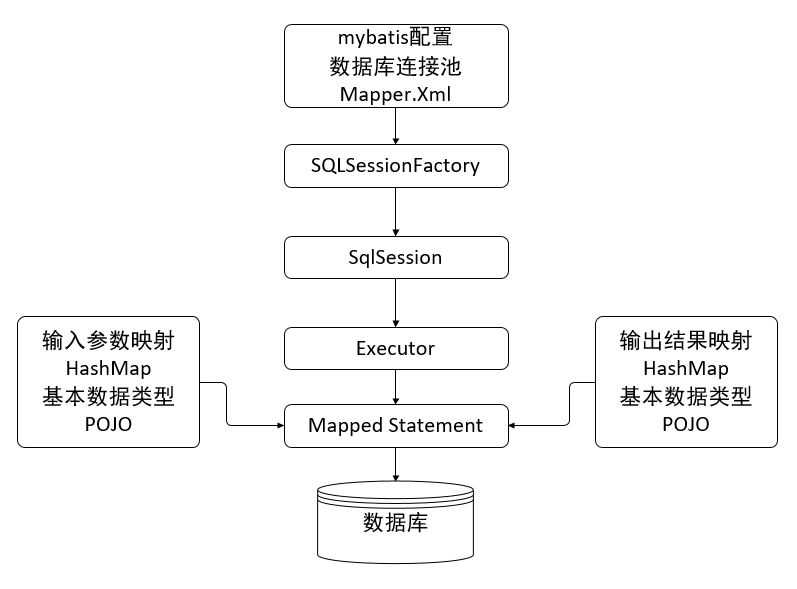 mybatis配置
数据库连接池
Mapper.Xml
SQLSessionFactory
SqlSession
Executor
输入参数映射
HashMap
基本数据类型
POJO
输出结果映射
HashMap
基本数据类型
POJO
Mapped Statement
数据库